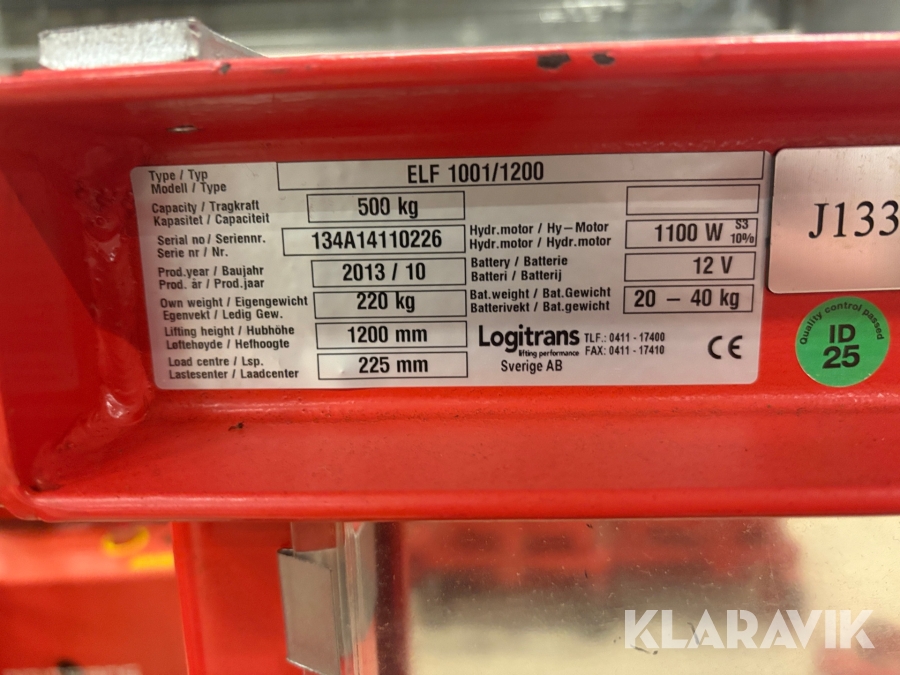 Type / Typ
Modell / Type
ELF 1001/1200
Capacity / Tragkraft
Kapasitet / Capaciteit
500 kg
Serial no / Seriennr.
Serie nr / Nr.
134A14110226
Prod.year / Baujahr
Prod. år / Prod.jaar
2013 / 10
Own weight / Eigengewicht
Egenvekt / Ledig Gew.
220 kg
Lifting height / Hubhöhe
Løftehøyde / Hefhoogte
1200 mm
Load centre / Lsp.
Lastesenter / Laadcenter
225 mm
Hydr.motor / Hy–Motor
Hydr.motor / Hydr.motor
1100 W S3 10%
Battery / Batterie
Batteri / Batterij
12 V
Bat.weight / Bat.Gewicht
Batterivekt / Bat.gewicht
20 – 40 kg
Logitrans
lifting performance
Sverige AB
TLF.: 0411 - 17400
FAX: 0411 - 17410
CE
J133
Quality control passed
ID
25
KLARAVIK